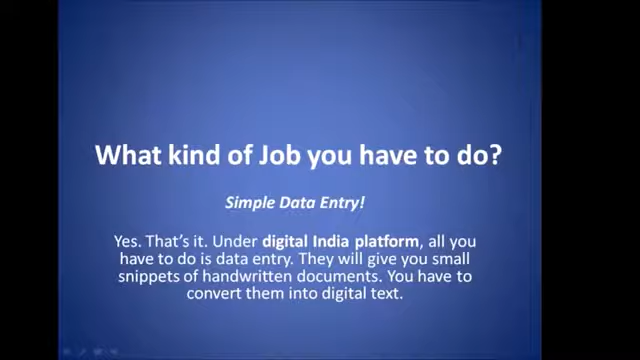 What kind of Job you have to do?
Simple Data Entry!
Yes. That's it. Under digital India platform, all you
have to do is data entry. They will give you small
snippets of handwritten documents. You have to
convert them into digital text.